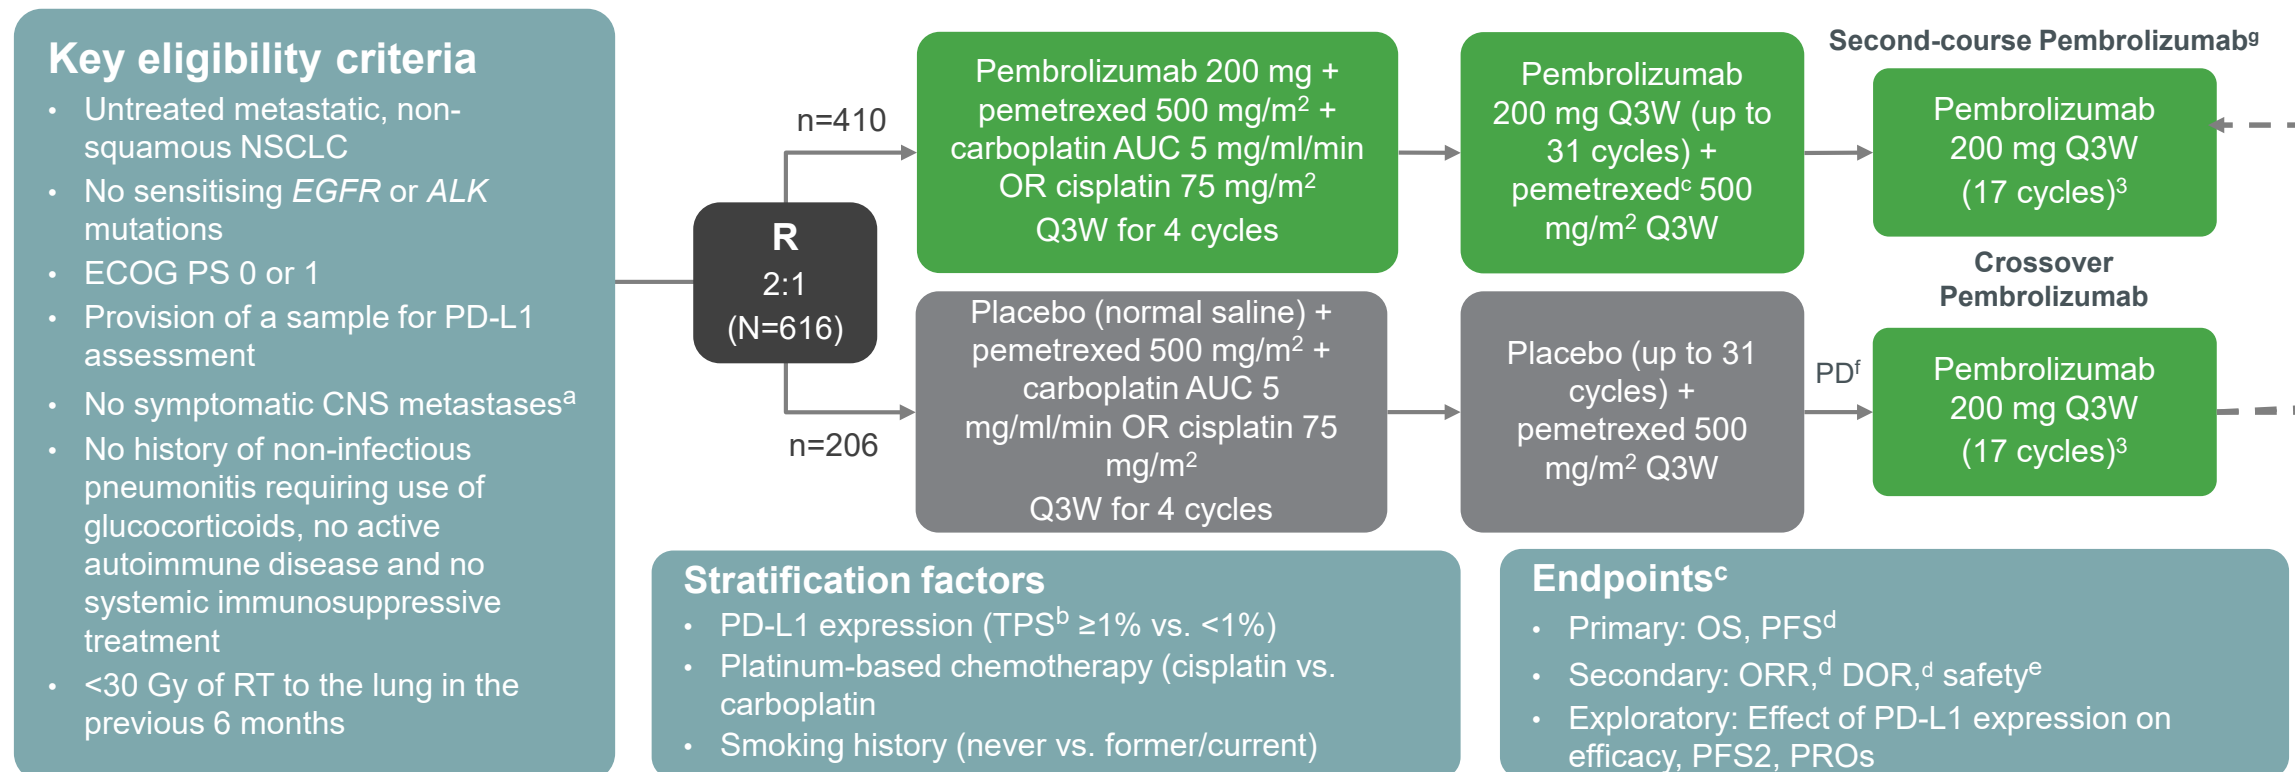 Key eligibility criteria
• Untreated metastatic, non-
squamous NSCLC
• No sensitising EGFR or ALK
mutations
• ECOG PS 0 or 1
• Provision of a sample for PD-L1
assessment
• No symptomatic CNS metastasesᵃ
• No history of non-infectious
pneumonitis requiring use of
glucocorticoids, no active
autoimmune disease and no
systemic immunosuppressive
treatment
• <30 Gy of RT to the lung in the
previous 6 months
R
2:1
(N=616)
n=410
Pembrolizumab 200 mg +
pemetrexed 500 mg/m² +
carboplatin AUC 5 mg/ml/min
OR cisplatin 75 mg/m²
Q3W for 4 cycles
Pembrolizumab
200 mg Q3W (up to
31 cycles) +
pemetrexedᶜ 500
mg/m² Q3W
Second-course Pembrolizumabᵍ
Pembrolizumab
200 mg Q3W
(17 cycles)³
n=206
Placebo (normal saline) +
pemetrexed 500 mg/m² +
carboplatin AUC 5
mg/ml/min OR cisplatin 75
mg/m²
Q3W for 4 cycles
Placebo (up to 31
cycles) +
pemetrexed 500
mg/m² Q3W
PDᶠ
Crossover
Pembrolizumab
Pembrolizumab
200 mg Q3W
(17 cycles)³
Stratification factors
• PD-L1 expression (TPSᵇ ≥1% vs. <1%)
• Platinum-based chemotherapy (cisplatin vs.
carboplatin
• Smoking history (never vs. former/current)
Endpointsᶜ
• Primary: OS, PFSᵈ
• Secondary: ORR,ᵈ DOR,ᵈ safetyᵉ
• Exploratory: Effect of PD-L1 expression on
efficacy, PFS2, PROs